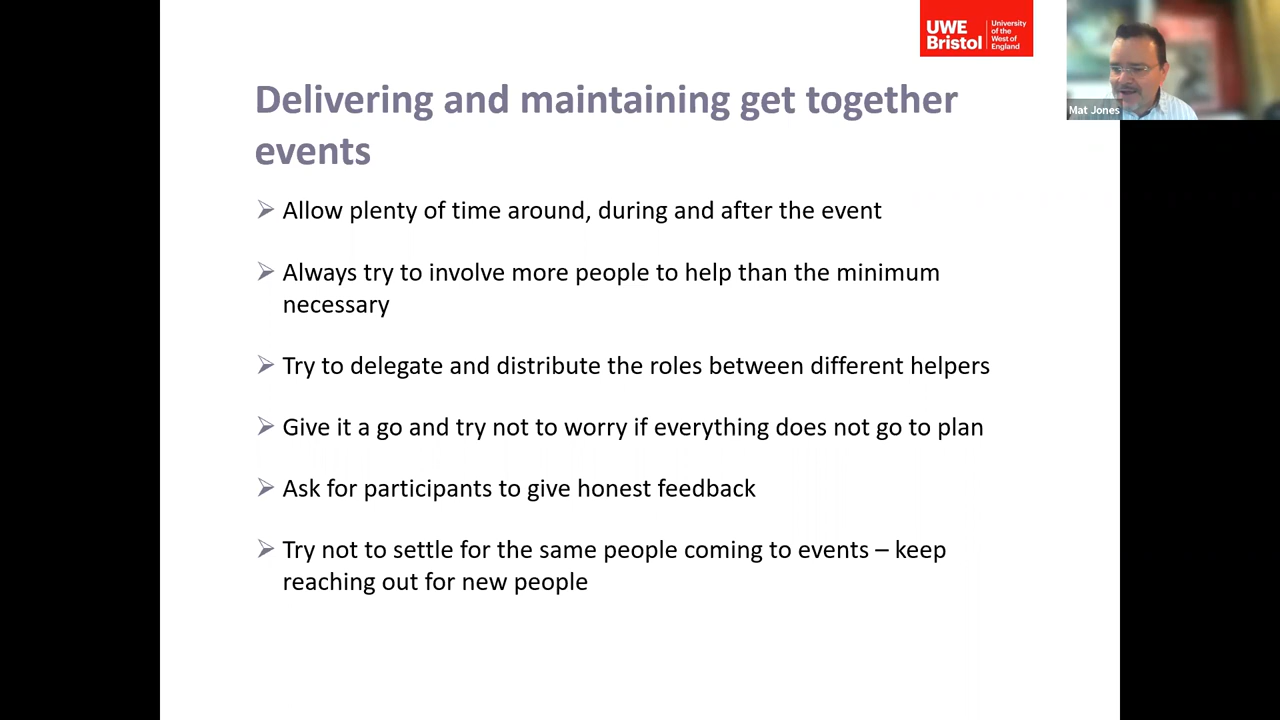 UWE
Bristol
University
of the
West of
England
Mat Jones
Delivering and maintaining get together
events
Allow plenty of time around, during and after the event
Always try to involve more people to help than the minimum
necessary
Try to delegate and distribute the roles between different helpers
Give it a go and try not to worry if everything does not go to plan
Ask for participants to give honest feedback
Try not to settle for the same people coming to events – keep
reaching out for new people